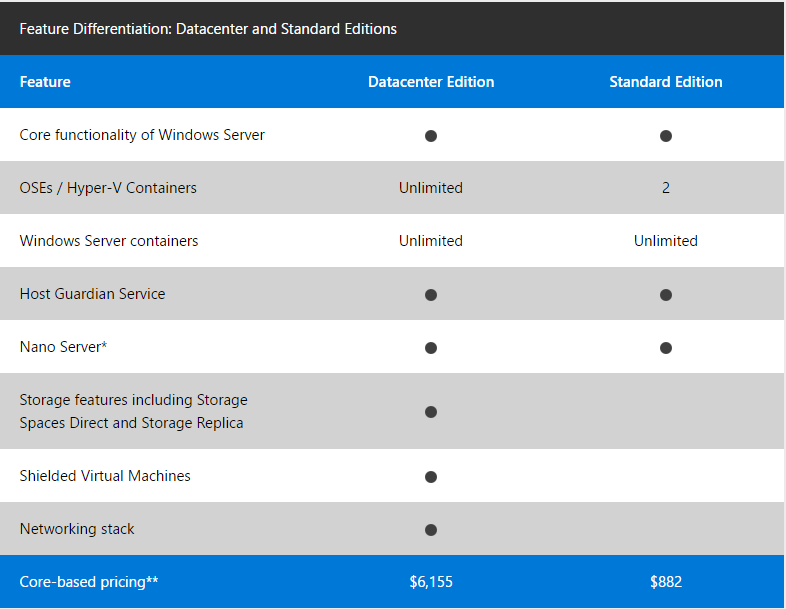 Feature Differentiation: Datacenter and Standard Editions
Feature Datacenter Edition Standard Edition
Core functionality of Windows Server ● ●
OSEs / Hyper-V Containers Unlimited 2
Windows Server containers Unlimited Unlimited
Host Guardian Service ● ●
Nano Server* ● ●
Storage features including Storage
Spaces Direct and Storage Replica ●
Shielded Virtual Machines ●
Networking stack ●
Core-based pricing** $6,155 $882